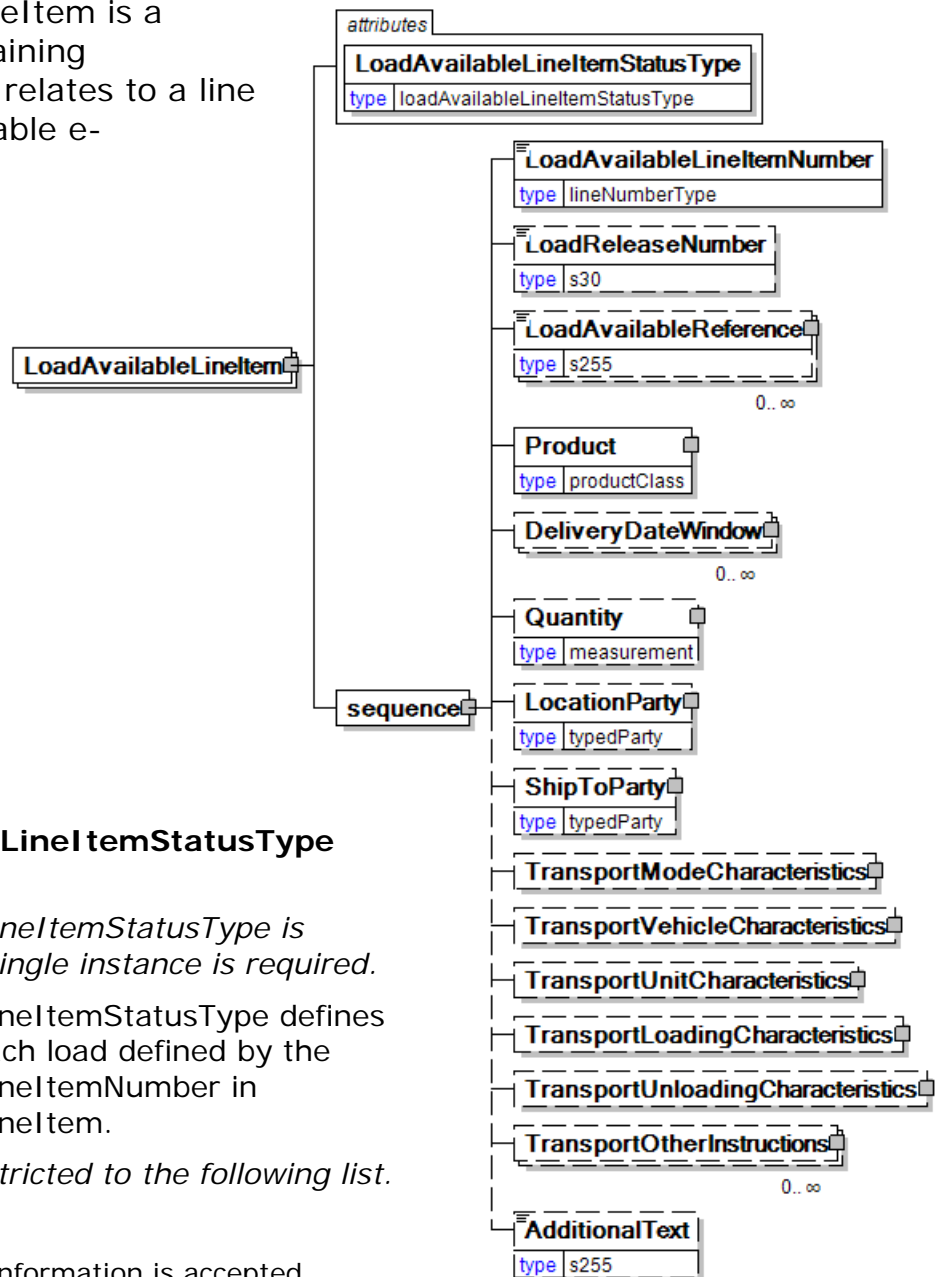 eItem is a
aining
relates to a line
able e-
attributes
LoadAvailableLineItemStatusType
type loadAvailableLineItemStatusType
LoadAvailableLineItemNumber
type lineNumberType
LoadReleaseNumber
type s30
LoadAvailableReference
type s255
0.. ∞
LoadAvailableLineItem
Product
type productClass
DeliveryDateWindow
0.. ∞
Quantity
type measurement
LocationParty
type typedParty
sequence
ShipToParty
type typedParty
TransportModeCharacteristics
TransportVehicleCharacteristics
TransportUnitCharacteristics
TransportLoadingCharacteristics
TransportUnloadingCharacteristics
TransportOtherInstructions
0.. ∞
AdditionalText
type s255
LineItemStatusType
neItemStatusType is
ingle instance is required.
neItemStatusType defines
ch load defined by the
neItemNumber in
neItem.
tricted to the following list.
nformation is accepted